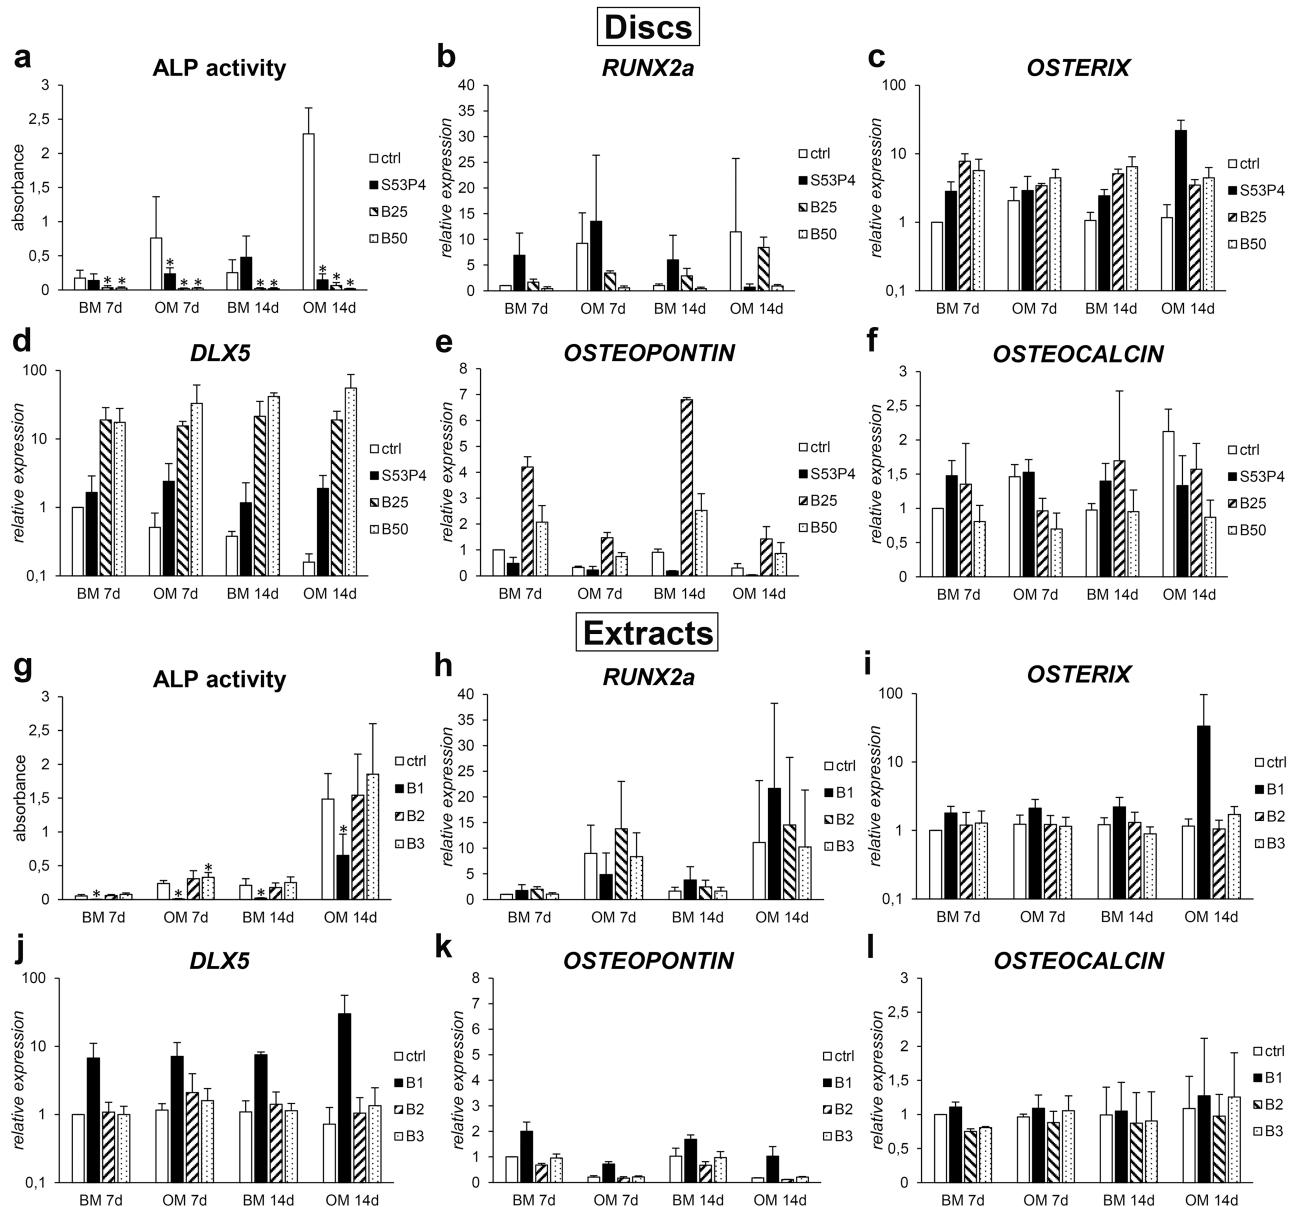 Discs
a
ALP activity
absorbance
3
2,5
2
1,5
1
0,5
0
* * * * * * * * * * *
BM 7d OM 7d BM 14d OM 14d
ctrl
S53P4
B25
B50
b
RUNX2a
relative expression
40
35
30
25
20
15
10
5
0
BM 7d OM 7d BM 14d OM 14d
ctrl
S53P4
B25
B50
c
OSTERIX
relative expression
100
10
1
0,1
BM 7d OM 7d BM 14d OM 14d
ctrl
S53P4
B25
B50
d
DLX5
relative expression
100
10
1
0,1
BM 7d OM 7d BM 14d OM 14d
ctrl
S53P4
B25
B50
e
OSTEOPONTIN
relative expression
8
7
6
5
4
3
2
1
0
BM 7d OM 7d BM 14d OM 14d
ctrl
S53P4
B25
B50
f
OSTEOCALCIN
relative expression
3
2,5
2
1,5
1
0,5
0
BM 7d OM 7d BM 14d OM 14d
ctrl
S53P4
B25
B50
Extracts
g
ALP activity
absorbance
3
2,5
2
1,5
1
0,5
0
* * * * *
BM 7d OM 7d BM 14d OM 14d
ctrl
B1
B2
B3
h
RUNX2a
relative expression
40
35
30
25
20
15
10
5
0
BM 7d OM 7d BM 14d OM 14d
ctrl
B1
B2
B3
i
OSTERIX
relative expression
100
10
1
0,1
BM 7d OM 7d BM 14d OM 14d
ctrl
B1
B2
B3
j
DLX5
relative expression
100
10
1
0,1
BM 7d OM 7d BM 14d OM 14d
ctrl
B1
B2
B3
k
OSTEOPONTIN
relative expression
8
7
6
5
4
3
2
1
0
BM 7d OM 7d BM 14d OM 14d
ctrl
B1
B2
B3
l
OSTEOCALCIN
relative expression
3
2,5
2
1,5
1
0,5
0
BM 7d OM 7d BM 14d OM 14d
ctrl
B1
B2
B3